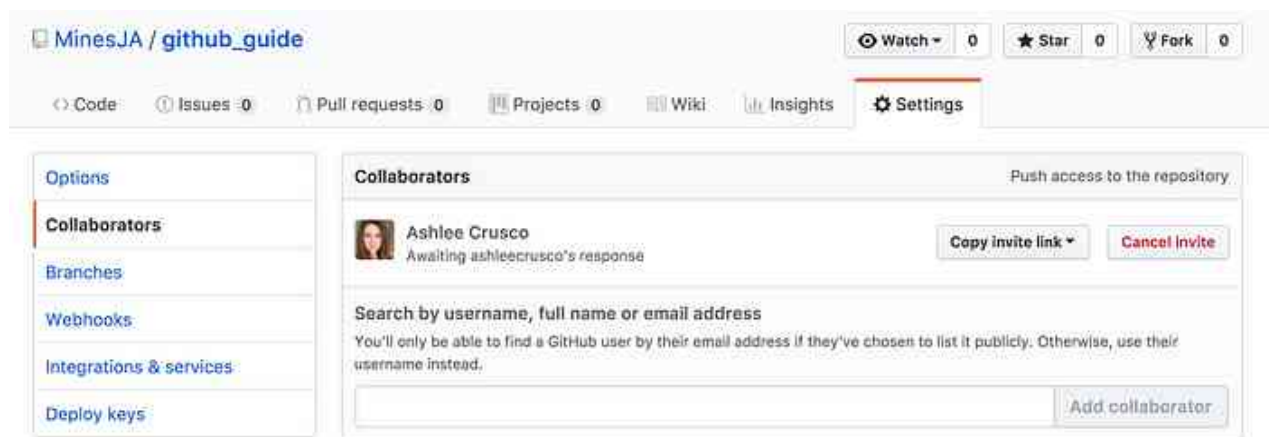 MinesJA / github_guide
Watch 0 Star 0 Fork 0
Code Issues 0 Pull requests 0 Projects 0 Wiki Insights Settings
Options
Collaborators
Branches
Webhooks
Integrations & services
Deploy keys
Collaborators Push access to the repository
Ashlee Crusco
Awaiting ashleecrusco's response
Copy invite link Cancel invite
Search by username, full name or email address
You'll only be able to find a GitHub user by their email address if they've chosen to list it publicly. Otherwise, use their
username instead.
Add collaborator